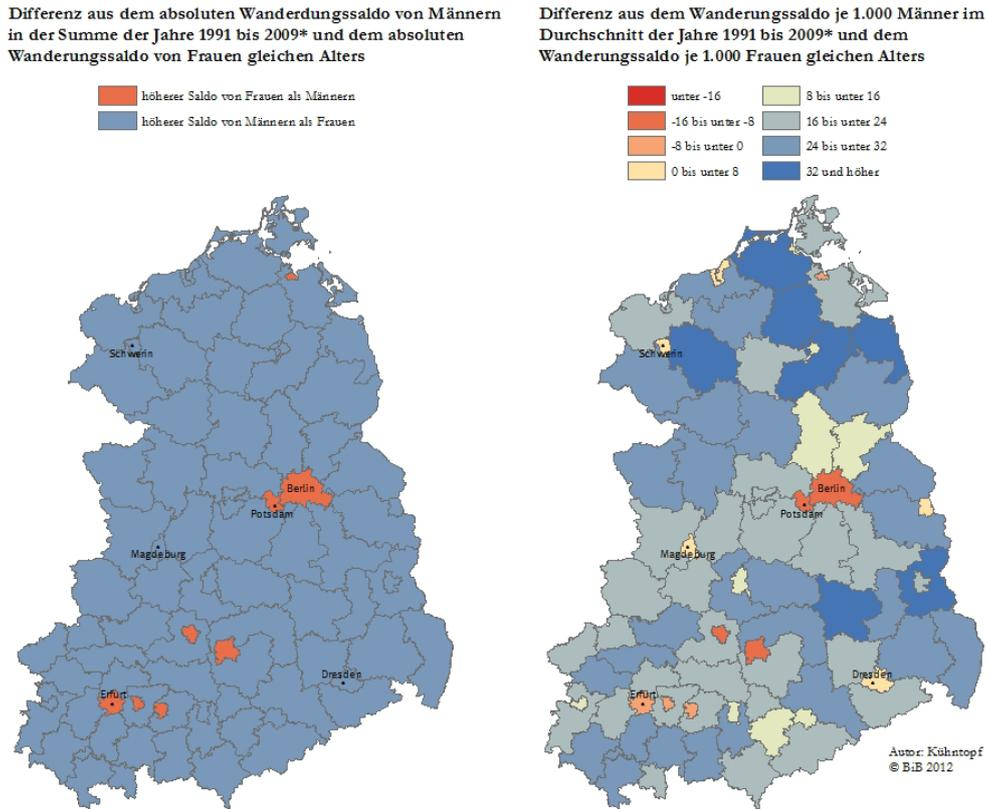 Differenz aus dem absoluten Wanderdungssaldo von Männern
in der Summe der Jahre 1991 bis 2009* und dem absoluten
Wanderungssaldo von Frauen gleichen Alters
höherer Saldo von Frauen als Männern
höherer Saldo von Männern als Frauen
Schwerin
Berlin
Potsdam
Magdeburg
Dresden
Erfurt
Differenz aus dem Wanderungssaldo je 1.000 Männer im
Durchschnitt der Jahre 1991 bis 2009* und dem
Wanderungssaldo je 1.000 Frauen gleichen Alters
unter -16
-16 bis unter -8
-8 bis unter 0
0 bis unter 8
8 bis unter 16
16 bis unter 24
24 bis unter 32
32 und höher
Schwerin
Berlin
Potsdam
Magdeburg
Dresden
Erfurt
Autor: Kühntopf
© BiB 2012